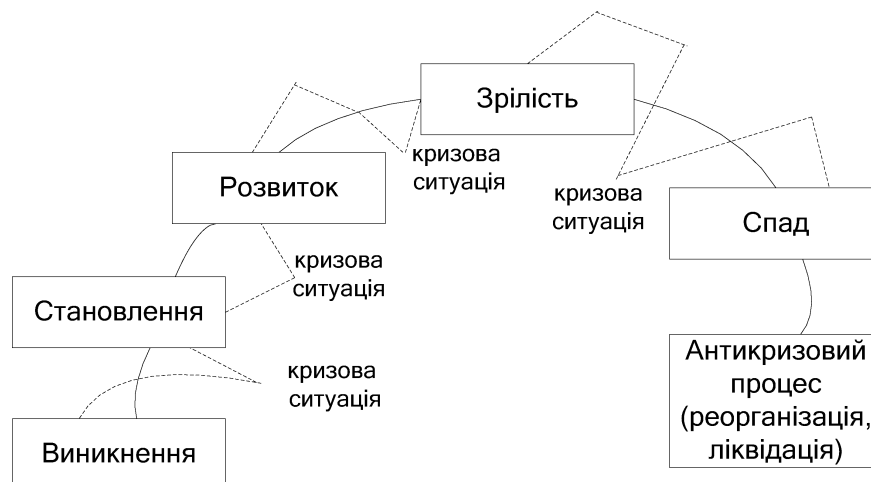 Зрілість
кризова
ситуація
Розвиток
кризова
ситуація
Спад
кризова
ситуація
Становлення
Антикризовий
процес
(реорганізація,
ліквідація)
кризова
ситуація
Виникнення